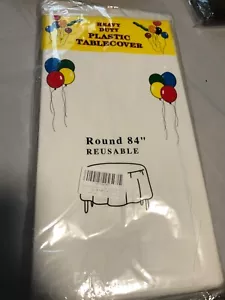 HEAVY
DUTY
PLASTIC
TABLECOVER
Round 84"
REUSABLE